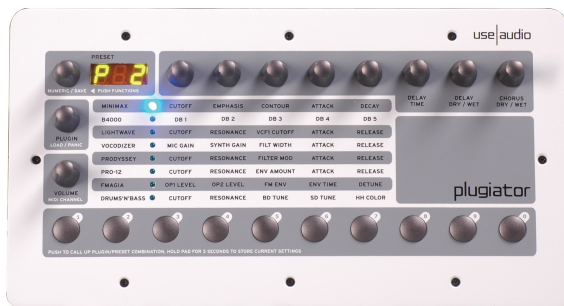 use|audio
PRESET
P 2
NUMERIC / SAVE ◀ PUSH FUNCTIONS
DELAY TIME
DELAY DRY / WET
CHORUS DRY / WET
MINIMAX CUTOFF EMPHASIS CONTOUR ATTACK DECAY
B4000 DB 1 DB 2 DB 3 DB 4 DB 5
LIGHTWAVE CUTOFF RESONANCE VCF1 CUTOFF ATTACK RELEASE
VOCODIZER MIC GAIN SYNTH GAIN FILT WIDTH ATTACK RELEASE
PRODYSSEY CUTOFF RESONANCE FILTER MOD ATTACK RELEASE
PRO-12 CUTOFF RESONANCE ENV AMOUNT ATTACK RELEASE
FMAGIA OP1 LEVEL OP2 LEVEL FM ENV ENV TIME DETUNE
DRUMS'N'BASS CUTOFF RESONANCE BD TUNE SD TUNE HH COLOR
PLUGIN
LOAD / PANIC
VOLUME
MIDI CHANNEL
plugiator
1 2 3 4 5 6 7 8 9 0
PUSH TO CALL UP PLUGIN/PRESET COMBINATION, HOLD PAD FOR 3 SECONDS TO STORE CURRENT SETTINGS